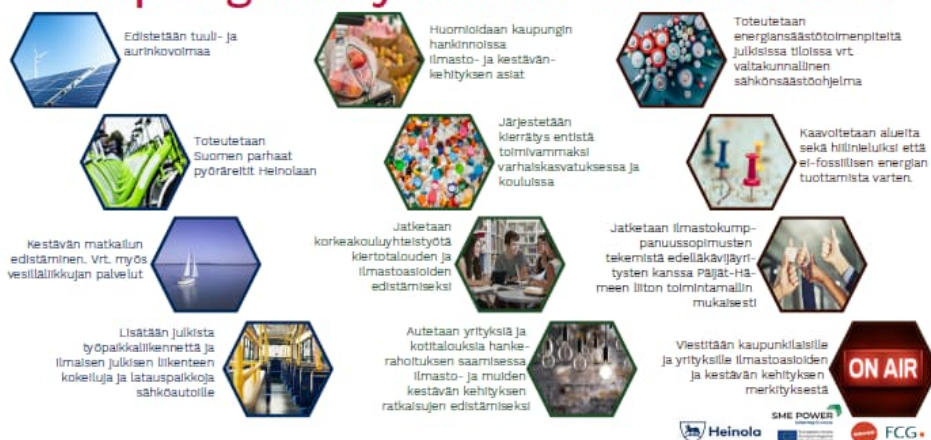 Edistetään tuuli- ja
aurinkovoimaa
Huomioidaan kaupungin
hankinnoissa
ilmasto- ja kestävän-
kehityksen asiat
Toteutetaan
energiansäästötoimenpiteitä
julkisissa tiloissa vrt.
valtakunnallinen
sähkönsäästöohjelma
Toteutetaan
Suomen parhaat
pyöräreitit Heinolaan
Järjestetään
kierrätys entistä
toimivammaksi
varhaiskasvatuksessa ja
kouluissa
Kaavoitetaan alueita
sekä hiilinieluiksi että
ei-fossiilisen energian
tuottamista varten.
Kestävän matkailun
edistäminen. Vrt. myös
vesilläliikkujan palvelut
Jatketaan
korkeakouluyhteistyötä
kiertotalouden ja
ilmastoasioiden
edistämiseksi
Jatketaan ilmastokump-
panuussopimusten
tekemistä edelläkävijäyri-
tysten kanssa Päijät-Hä-
meen liiton toimintamallin
mukaisesti
Lisätään julkista
työpaikkaliikennettä ja
ilmaisen julkisen liikenteen
kokeiluja ja latauspaikkoja
sähköautoille
Autetaan yrityksiä ja
kotitalouksia hanke-
rahoituksen saamisessa
ilmasto- ja muiden
kestävän kehityksen
ratkaisujen edistämiseksi
Viestitään kaupunkilaisille
ja yrityksille ilmastoasioiden
ja kestävän kehityksen
merkityksestä
ON AIR
SME POWER
Heinola
FCG.